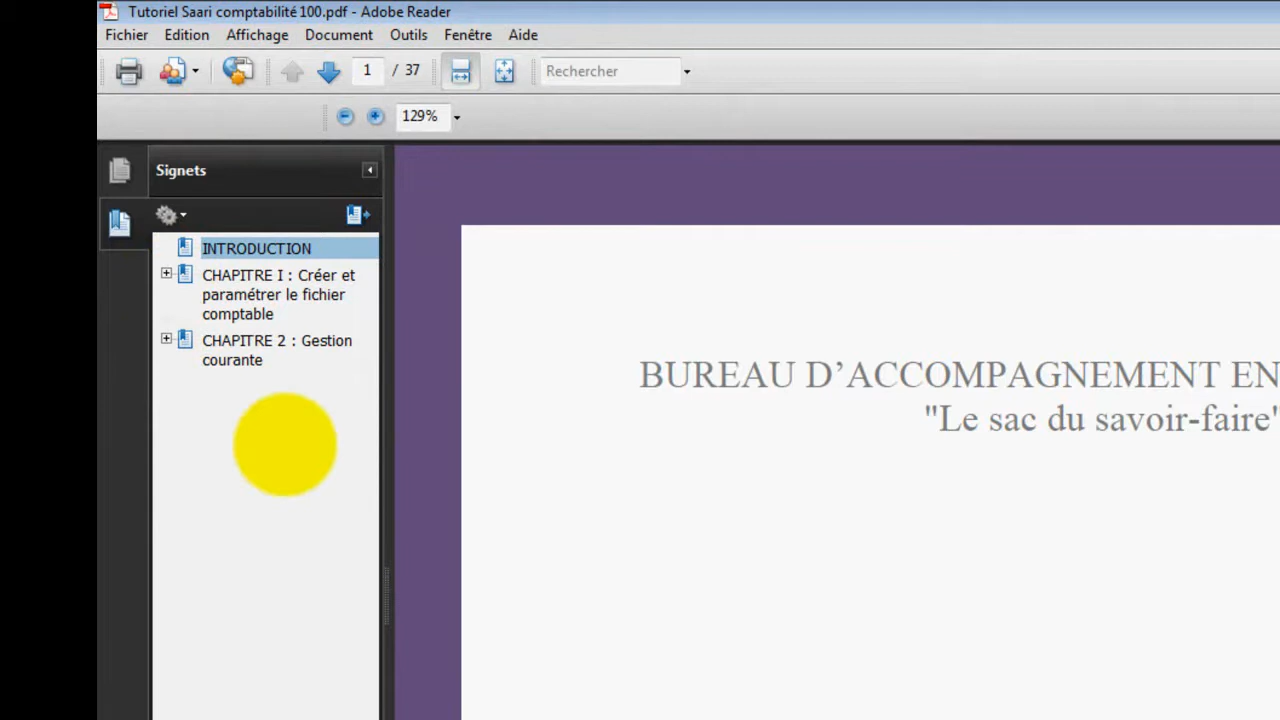 Tutoriel Saari comptabilité 100.pdf - Adobe Reader
Fichier Edition Affichage Document Outils Fenêtre Aide
1 / 37 Rechercher
129%
Signets
INTRODUCTION
CHAPITRE I : Créer et
paramétrer le fichier
comptable
CHAPITRE 2 : Gestion
courante
BUREAU D’ACCOMPAGNEMENT EN
"Le sac du savoir-faire"